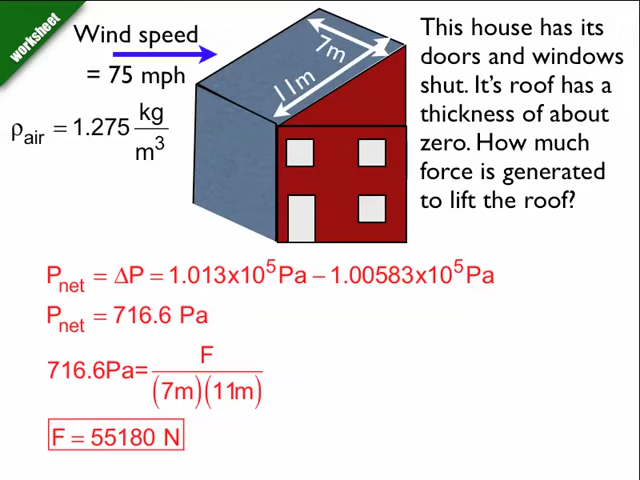 worksheet
Wind speed
= 75 mph
ρair = 1.275 kg/m³
7m
11m
This house has its
doors and windows
shut. It's roof has a
thickness of about
zero. How much
force is generated
to lift the roof?
Pnet = ΔP = 1.013x10⁵Pa – 1.00583x10⁵Pa
Pnet = 716.6 Pa
716.6Pa= F/(7m)(11m)
F = 55180 N